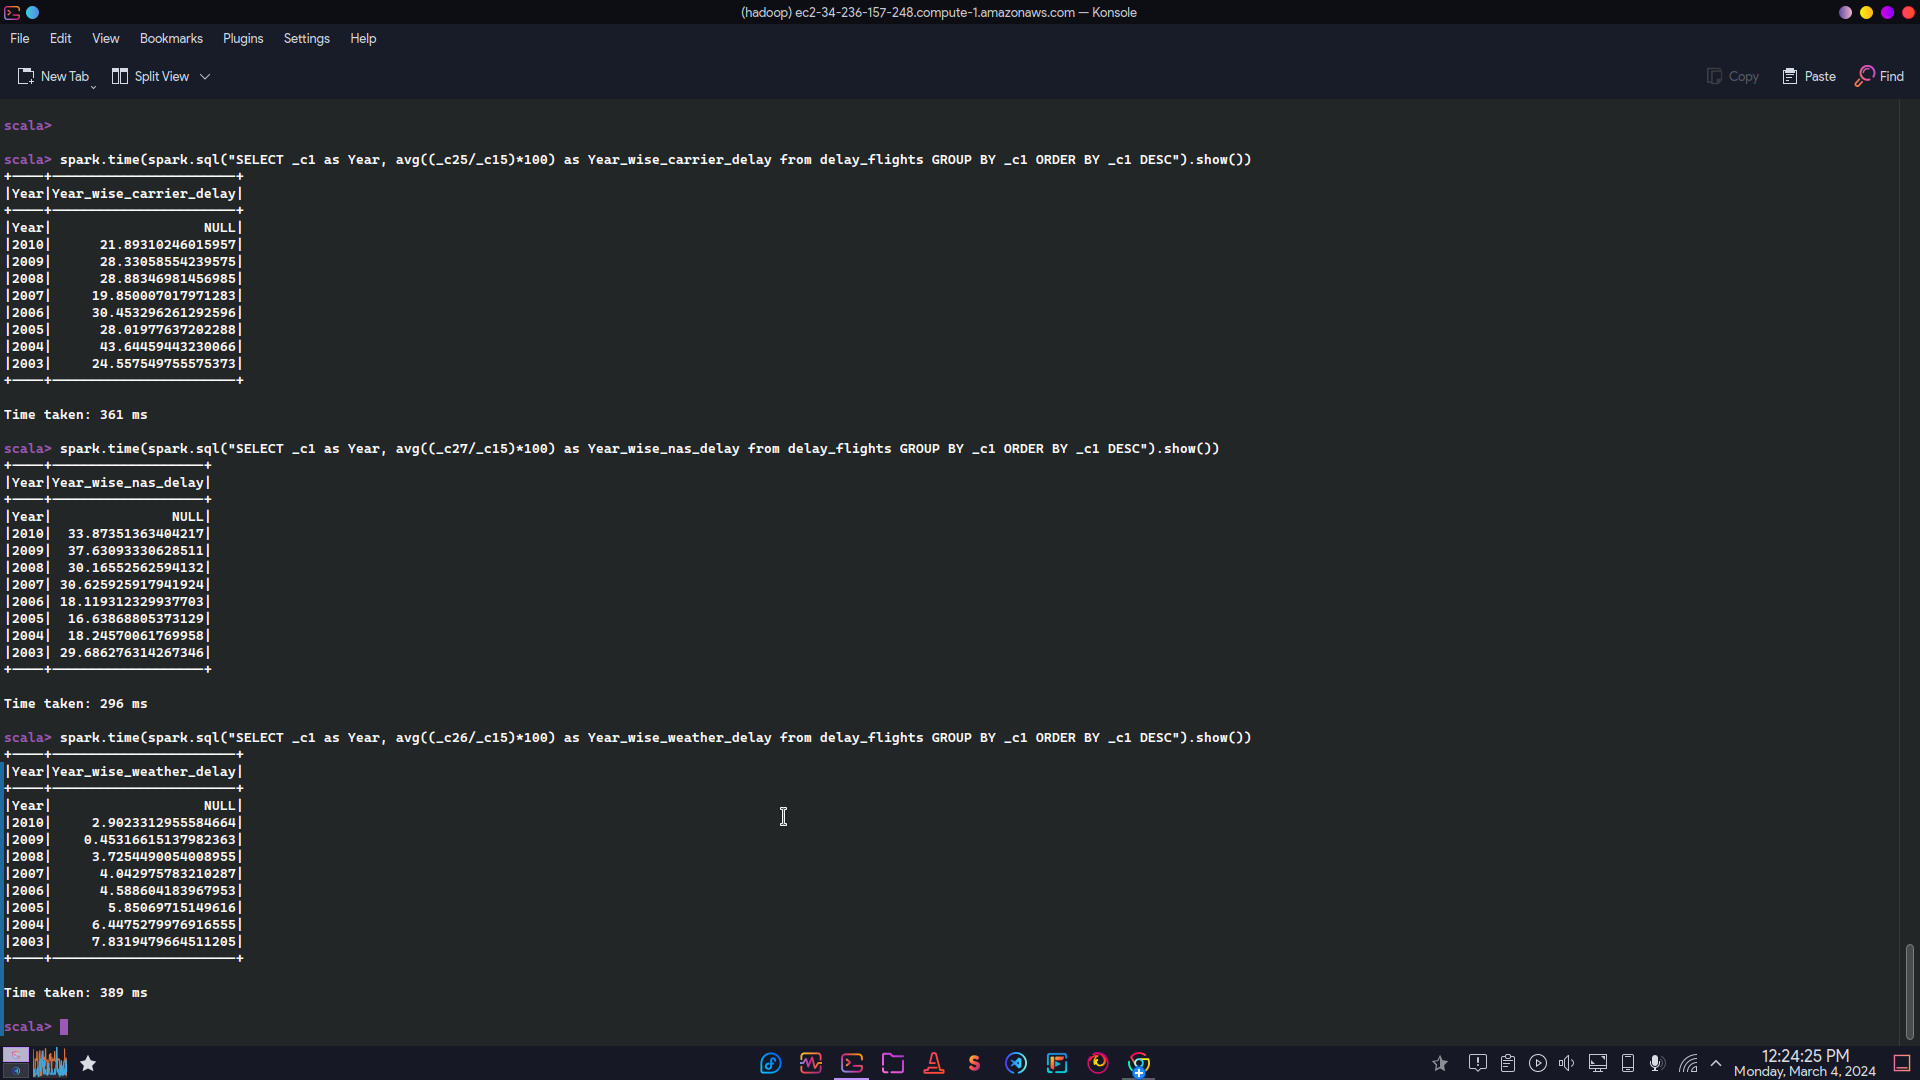 (hadoop) ec2-34-236-157-248.compute-1.amazonaws.com — Konsole
File Edit View Bookmarks Plugins Settings Help
New Tab Split View Copy Paste Find
scala>
scala> spark.time(spark.sql("SELECT _c1 as Year, avg((_c25/_c15)*100) as Year_wise_carrier_delay from delay_flights GROUP BY _c1 ORDER BY _c1 DESC").show())
+----+-----------------------+
|Year|Year_wise_carrier_delay|
+----+-----------------------+
|Year|                   NULL|
|2010|      21.89310246015957|
|2009|      28.33058554239575|
|2008|      28.88346981456985|
|2007|     19.850007017971283|
|2006|     30.453296261292596|
|2005|      28.01977637202288|
|2004|      43.64459443230066|
|2003|     24.557549755575373|
+----+-----------------------+
Time taken: 361 ms
scala> spark.time(spark.sql("SELECT _c1 as Year, avg((_c27/_c15)*100) as Year_wise_nas_delay from delay_flights GROUP BY _c1 ORDER BY _c1 DESC").show())
+----+-------------------+
|Year|Year_wise_nas_delay|
+----+-------------------+
|Year|               NULL|
|2010|  33.87351363404217|
|2009|  37.63093330628511|
|2008|  30.16552562594132|
|2007| 30.625925917941924|
|2006| 18.119312329937703|
|2005|  16.63868805373129|
|2004|  18.24570061769958|
|2003| 29.686276314267346|
+----+-------------------+
Time taken: 296 ms
scala> spark.time(spark.sql("SELECT _c1 as Year, avg((_c26/_c15)*100) as Year_wise_weather_delay from delay_flights GROUP BY _c1 ORDER BY _c1 DESC").show())
+----+-----------------------+
|Year|Year_wise_weather_delay|
+----+-----------------------+
|Year|                   NULL|
|2010|     2.9023312955584664|
|2009|    0.45316615137982363|
|2008|     3.7254490054008955|
|2007|      4.042975783210287|
|2006|      4.588604183967953|
|2005|       5.85069715149616|
|2004|     6.4475279976916555|
|2003|     7.8319479664511205|
+----+-----------------------+
Time taken: 389 ms
scala>
12:24:25 PM
Monday, March 4, 2024